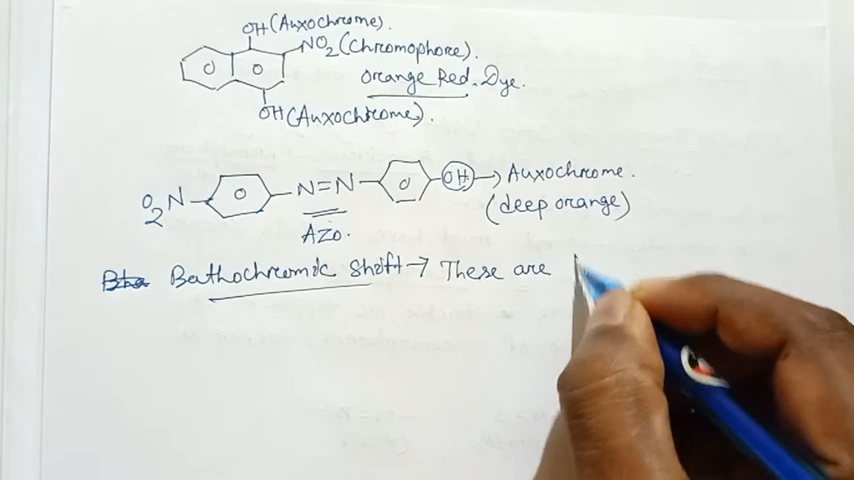 OH (Auxochrome).
NO2 (Chromophore).
Orange Red Dye.
OH (Auxochrome).
O2N N=N OH → Auxochrome.
(deep orange)
Azo.
Bathochromic shift → These are